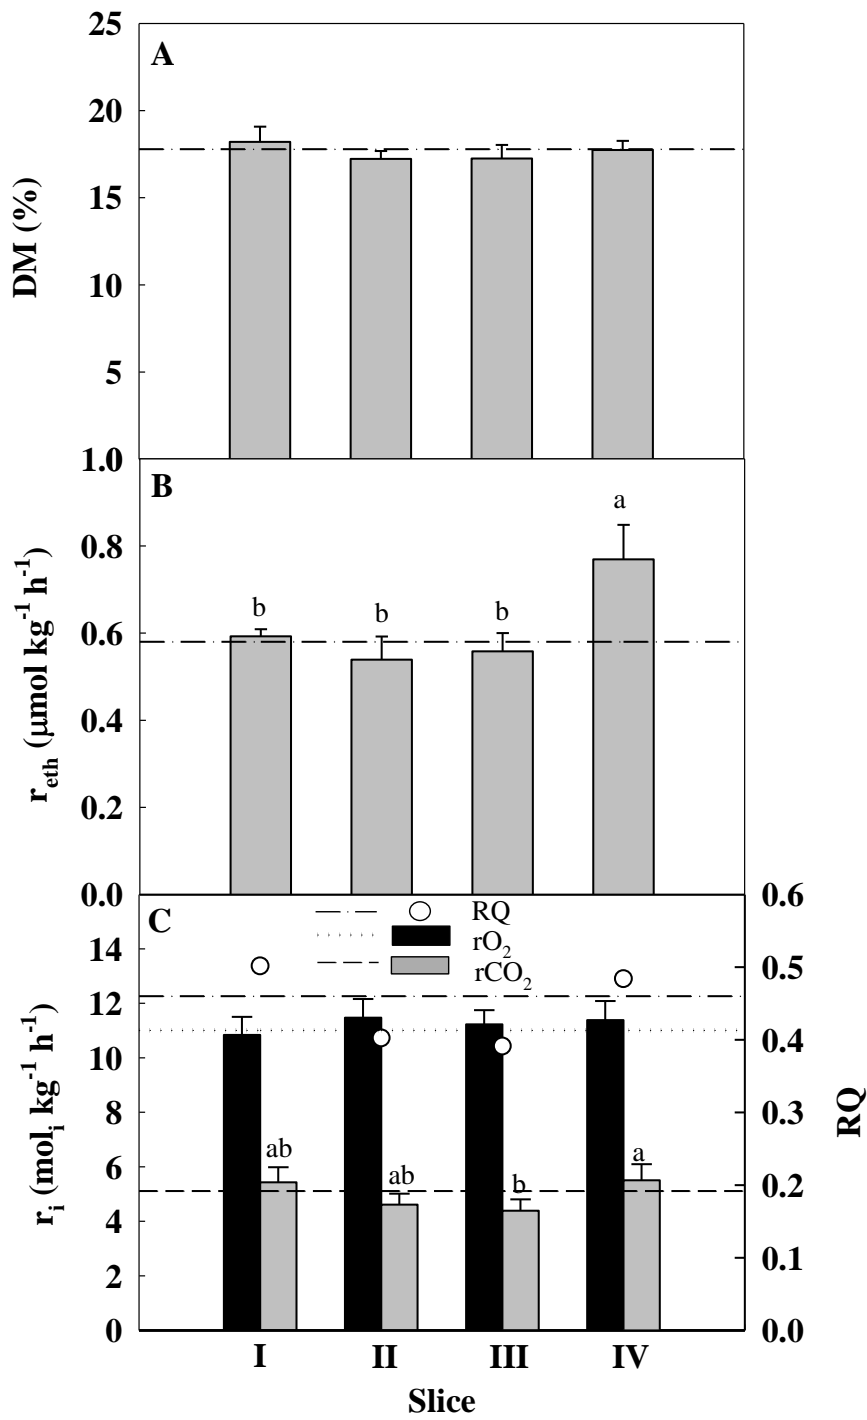 A
25
20
15
10
5
DM (%)
B
1.0
0.8
0.6
0.4
0.2
0.0
r_eth (μmol kg⁻¹ h⁻¹)
b
b
b
a
C
RQ
rO₂
rCO₂
14
12
10
8
6
4
2
0
r_i (mol_i kg⁻¹ h⁻¹)
ab
ab
b
a
0.6
0.5
0.4
0.3
0.2
0.1
0.0
RQ
I II III IV
Slice